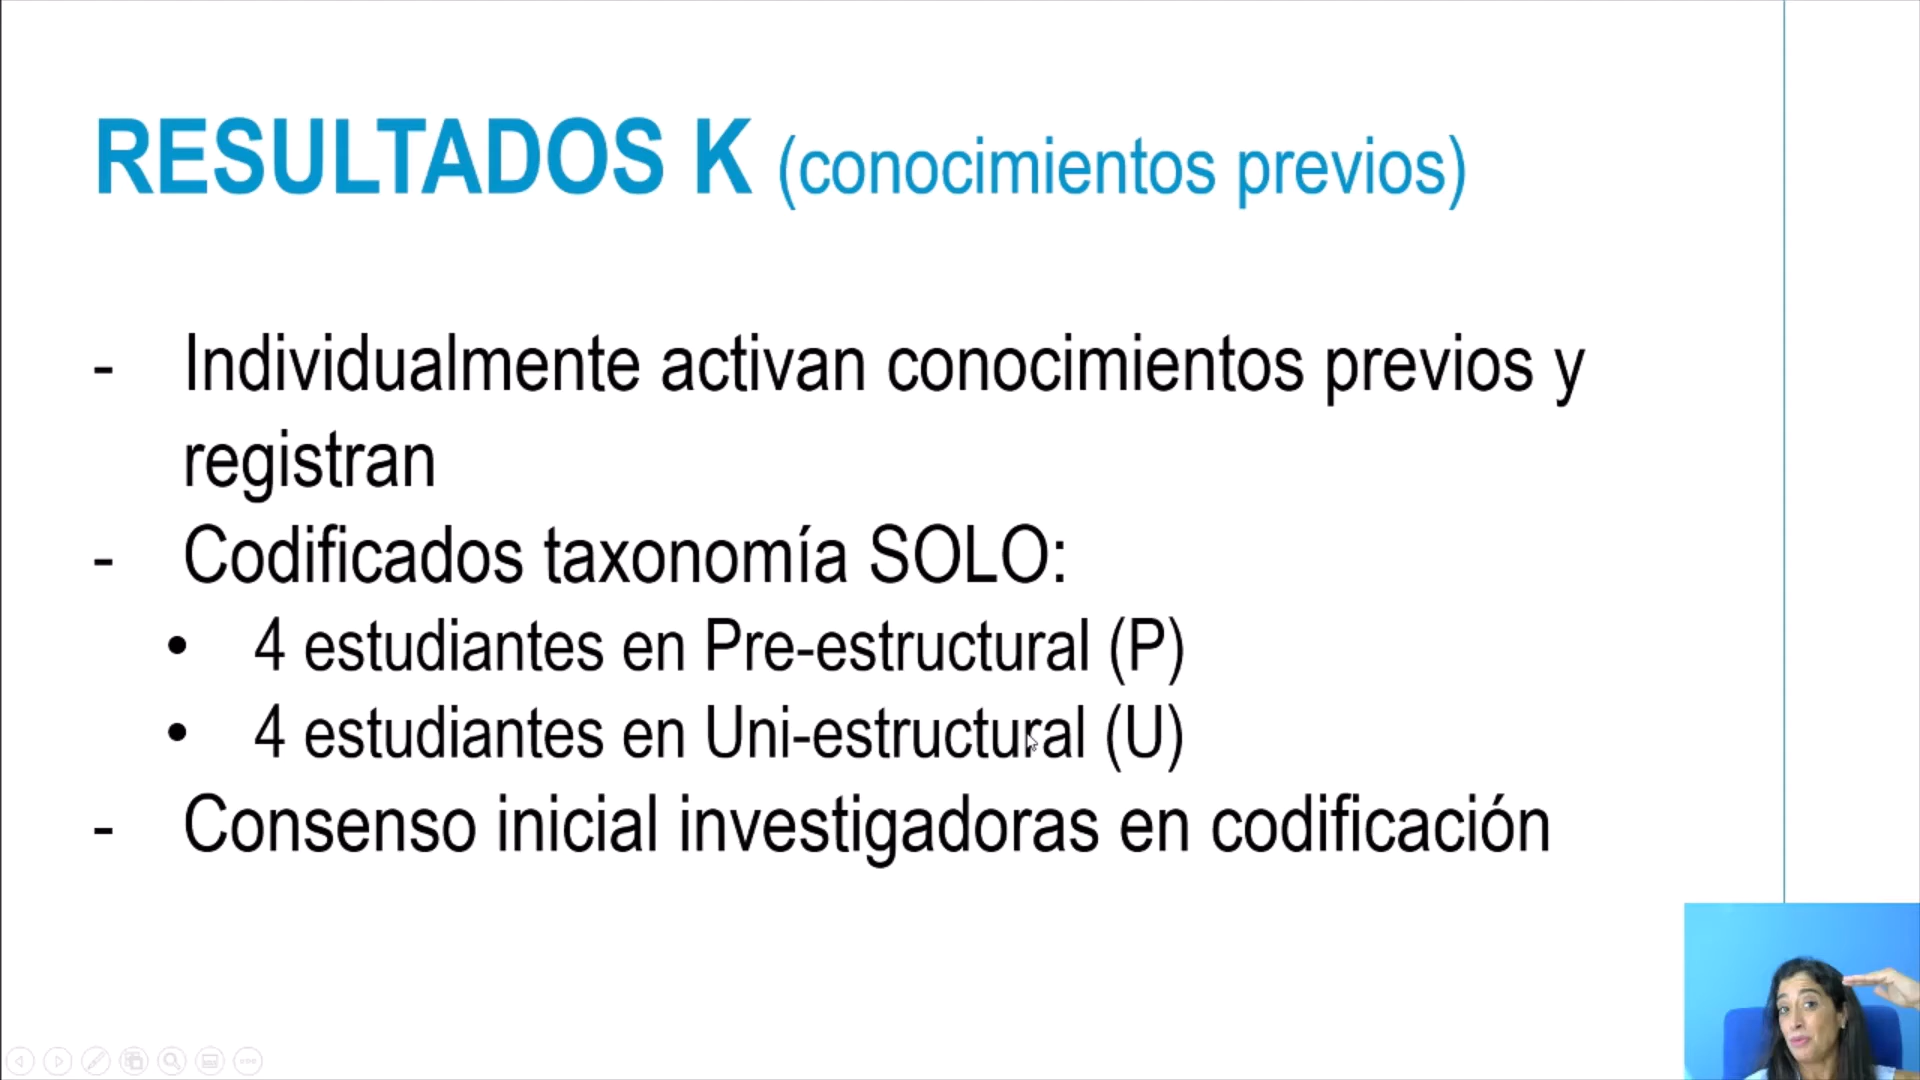 RESULTADOS K (conocimientos previos)
- Individualmente activan conocimientos previos y
registran
- Codificados taxonomía SOLO:
• 4 estudiantes en Pre-estructural (P)
• 4 estudiantes en Uni-estructural (U)
- Consenso inicial investigadoras en codificación